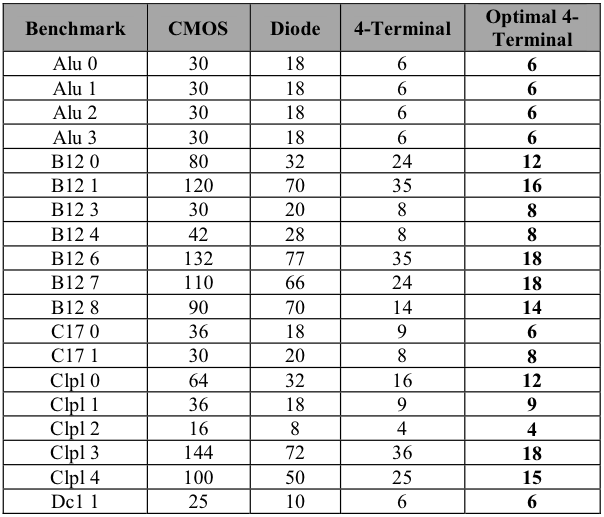 Benchmark CMOS Diode 4-Terminal Optimal 4-Terminal
Alu 0 30 18 6 6
Alu 1 30 18 6 6
Alu 2 30 18 6 6
Alu 3 30 18 6 6
B12 0 80 32 24 12
B12 1 120 70 35 16
B12 3 30 20 8 8
B12 4 42 28 8 8
B12 6 132 77 35 18
B12 7 110 66 24 18
B12 8 90 70 14 14
C17 0 36 18 9 6
C17 1 30 20 8 8
Clpl 0 64 32 16 12
Clpl 1 36 18 9 9
Clpl 2 16 8 4 4
Clpl 3 144 72 36 18
Clpl 4 100 50 25 15
Dc1 1 25 10 6 6